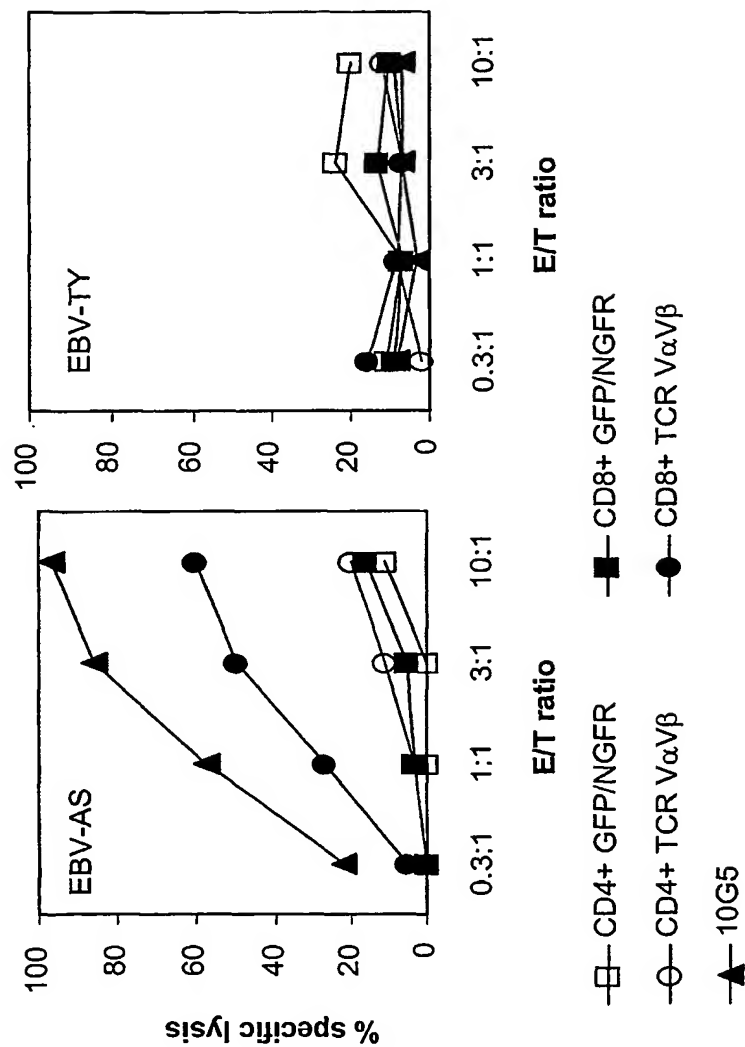 EBV-AS
% specific lysis
100
80
60
40
20
0
0.3:1 1:1 3:1 10:1
E/T ratio
EBV-TY
100
80
60
40
20
0
0.3:1 1:1 3:1 10:1
E/T ratio
CD4+ GFP/NGFR
CD8+ GFP/NGFR
CD4+ TCR VαVβ
CD8+ TCR VαVβ
10G5